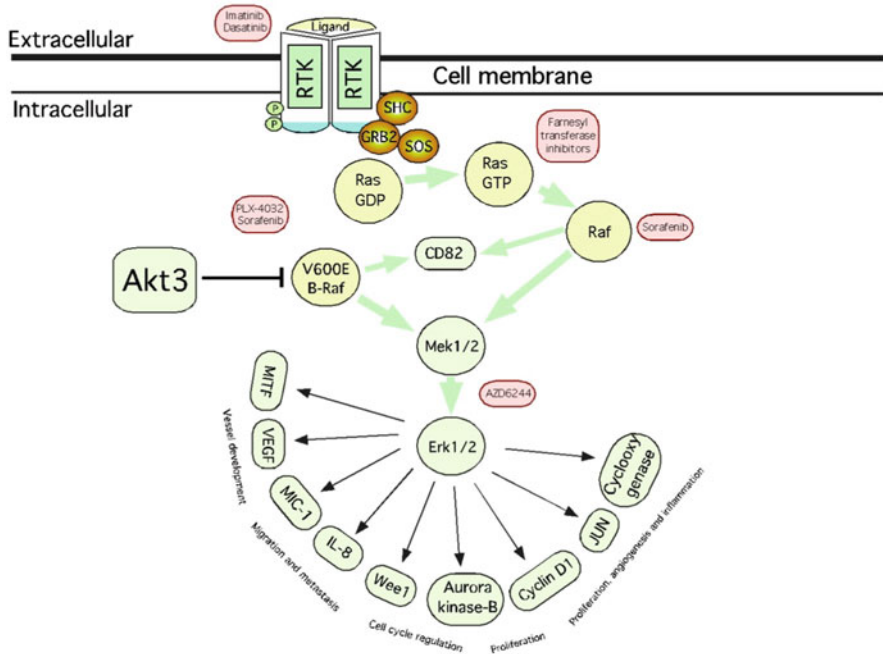 Imatinib
Dasatinib
Ligand
Extracellular
RTK
RTK
Cell membrane
Intracellular
P
P
SHC
GRB2
SOS
Farnesyl
transferase
inhibitors
Ras
GDP
Ras
GTP
PLX-4032
Sorafenib
Raf
Sorafenib
CD82
Akt3
V600E
B-Raf
Mek1/2
AZD6244
MITF
VEGF
Erk1/2
Cyclooxy
genase
MIC-1
IL-8
Wee1
Aurora
kinase-B
Cyclin D1
JUN
Vessel development
Migration and metastasis
Cell cycle regulation
Proliferation
Proliferation, angiogenesis and inflammation